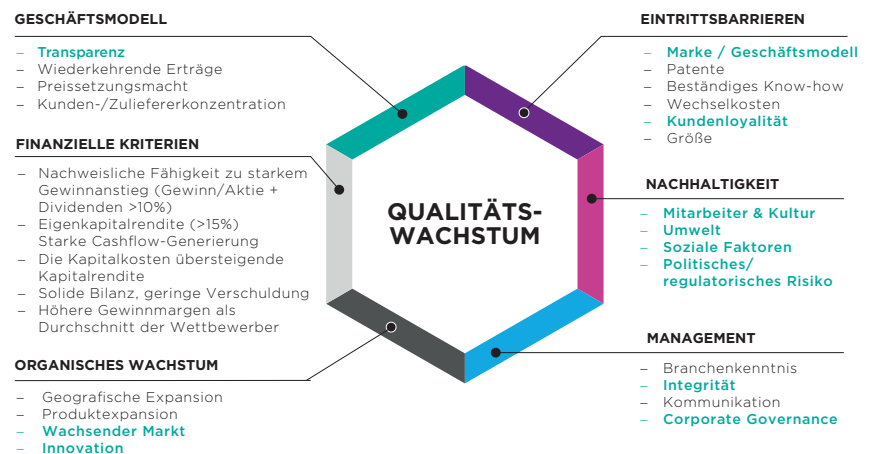 GESCHÄFTSMODELL
– Transparenz
– Wiederkehrende Erträge
– Preissetzungsmacht
– Kunden-/Zuliefererkonzentration
FINANZIELLE KRITERIEN
– Nachweisliche Fähigkeit zu starkem
Gewinnanstieg (Gewinn/Aktie +
Dividenden >10%)
– Eigenkapitalrendite (>15%)
Starke Cashflow-Generierung
– Die Kapitalkosten übersteigende
Kapitalrendite
– Solide Bilanz, geringe Verschuldung
– Höhere Gewinnmargen als
Durchschnitt der Wettbewerber
ORGANISCHES WACHSTUM
– Geografische Expansion
– Produktexpansion
– Wachsender Markt
– Innovation
QUALITÄTS-
WACHSTUM
EINTRITTSBARRIEREN
– Marke / Geschäftsmodell
– Patente
– Beständiges Know-how
– Wechselkosten
– Kundenloyalität
– Größe
NACHHALTIGKEIT
– Mitarbeiter & Kultur
– Umwelt
– Soziale Faktoren
– Politisches/
regulatorisches Risiko
MANAGEMENT
– Branchenkenntnis
– Integrität
– Kommunikation
– Corporate Governance